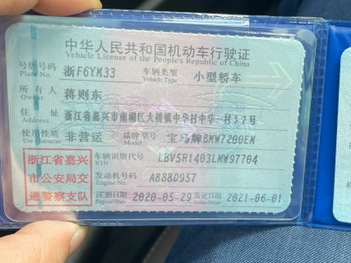 中华人民共和国机动车行驶证
Vehicle License of the People's Republic of China
号牌号码 浙F6YM33 车辆类型 小型轿车
Plate No. Vehicle Type
所有人 蒋则东
Owner
住址 浙江省嘉兴市南湖区大桥镇中华村中华一村32号
Address
使用性质 非营运 品牌型号 宝马牌BMW7200EM
Use Character Model
浙江省嘉兴市公安局交通警察支队
车辆识别代号 LBV5R1403LMW97704
VIN
发动机号码 A888D957
Engine No.
注册日期 2020-05-29 发证日期 2021-06-01
Register Date Issue Date